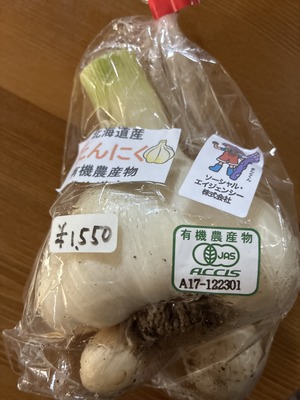 北海道産
にんにく
有機農産物
ソーシャル・
エイジェンシー
株式会社
¥1,550
有機農産物
JAS
ACCIS
A17-122301